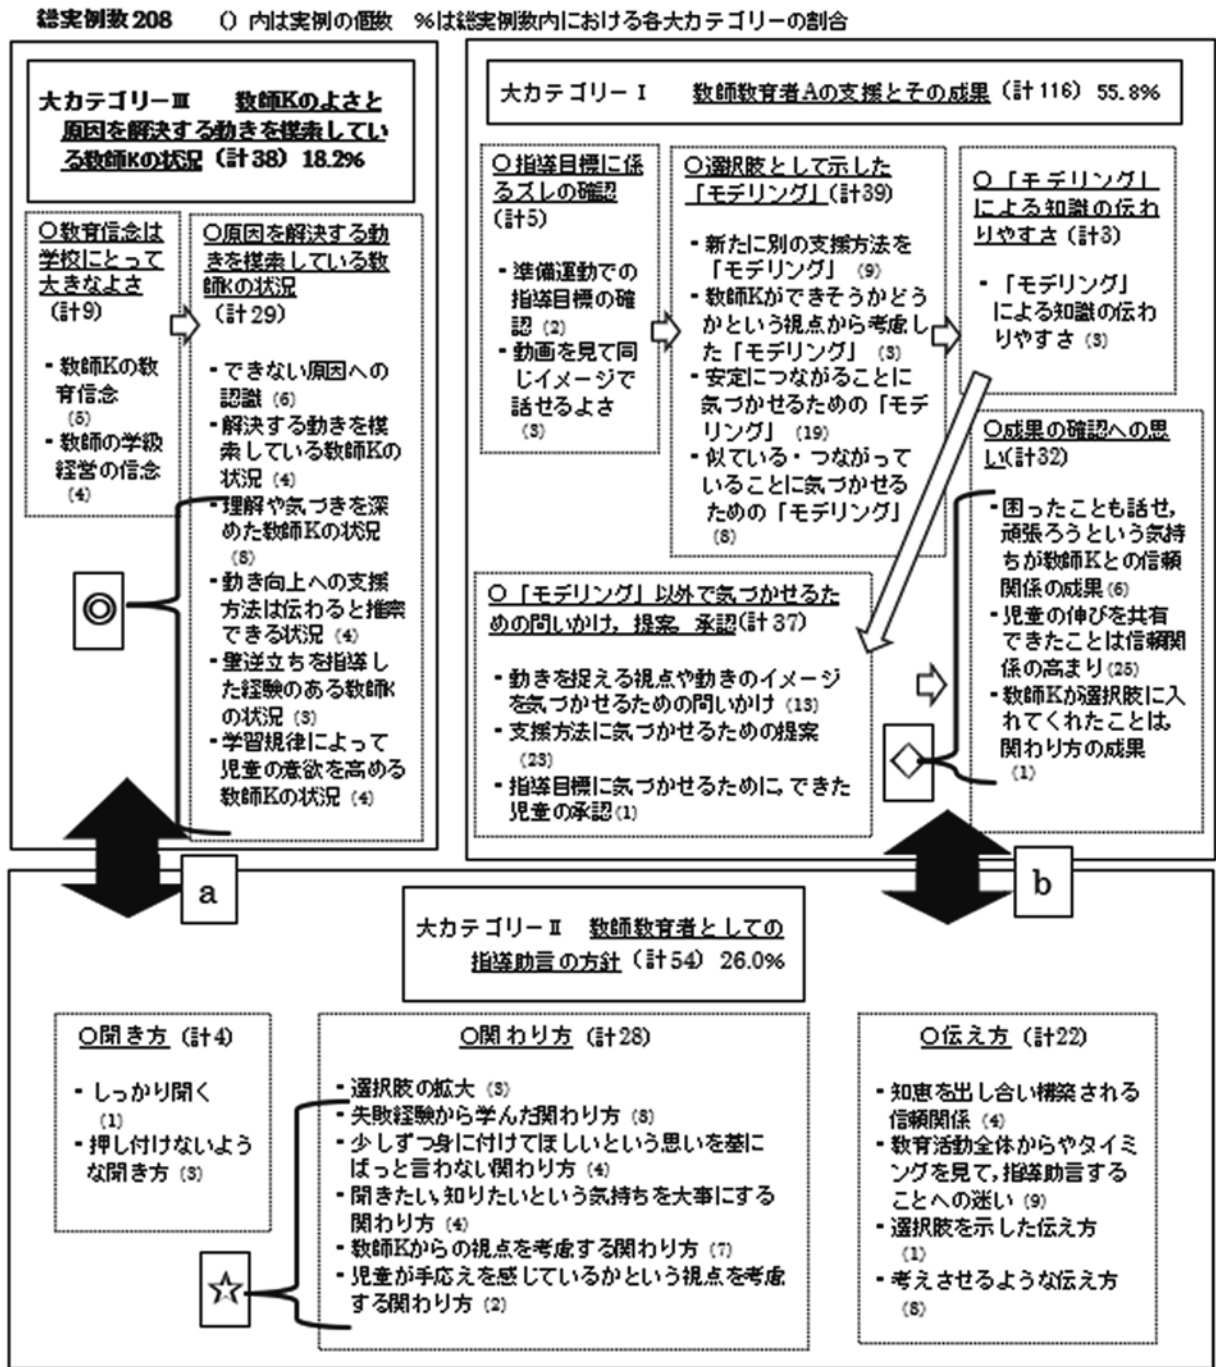 総実例数208　() 内は実例の個数　%は総実例数内における各大カテゴリーの割合
大カテゴリーⅢ　教師Kのよさと
原因を解決する動きを模索してい
る教師Kの状況（計38）18.2%
○教育信念は
学校にとって
大きなよさ
（計9）
- 教師Kの教
育信念
(5)
- 教師の学級
経営の信念
(4)
○原因を解決する動
きを模索している教
師Kの状況
（計29）
- できない原因への
認識 (6)
- 解決する動きを模
索している教師Kの
状況 (4)
- 理解や気づきを深
めた教師Kの状況
(8)
- 動き向上への支援
方法は伝わると推察
できる状況 (4)
- 壁逆立ちを指導し
た経験のある教師K
の状況 (3)
- 学習規律によって
児童の意欲を高める
教師Kの状況 (4)
◎
大カテゴリーⅠ　教師教育者Aの支援とその成果（計116）55.8%
○指導目標に係
るズレの確認
（計5）
- 準備運動での
指導目標の確
認 (2)
- 動画を見て同
じイメージで
話せるよさ
(3)
○選択肢として示した
「モデリング」（計39）
- 新たに別の支援方法を
「モデリング」 (9)
- 教師Kができそうかどう
かという視点から考慮し
た「モデリング」 (3)
- 安定につながることに
気づかせるための「モデ
リング」 (19)
- 似ている・つながって
いることに気づかせる
ための「モデリング」
(8)
○「モデリング」
による知識の伝わ
りやすさ（計3）
- 「モデリング」
による知識の伝わ
りやすさ (3)
○「モデリング」以外で気づかせるた
めの問いかけ，提案，承認(計37)
- 動きを捉える視点や動きのイメージ
を気づかせるための問いかけ (13)
- 支援方法に気づかせるための提案
(23)
- 指導目標に気づかせるために，できた
児童の承認(1)
○成果の確認への思
い(計32)
- 困ったことも話せ，
頑張ろうという気持
ちが教師Kとの信頼
関係の成果 (6)
- 児童の伸びを共有
できたことは信頼関
係の高まり (25)
- 教師Kが選択肢に入
れてくれたことは，
関わり方の成果
(1)
◇
a
b
大カテゴリーⅡ　教師教育者としての
指導助言の方針（計54）26.0%
○聞き方（計4）
- しっかり聞く
(1)
- 押し付けないよう
な聞き方 (3)
○関わり方（計28）
- 選択肢の拡大 (3)
- 失敗経験から学んだ関わり方 (8)
- 少しずつ身に付けてほしいという思いを基に
ぱっと言わない関わり方 (4)
- 聞きたい，知りたいという気持ちを大事にする
関わり方 (4)
- 教師Kからの視点を考慮する関わり方 (7)
- 児童が手応えを感じているかという視点を考慮
する関わり方 (2)
☆
○伝え方（計22）
- 知恵を出し合い構築される
信頼関係 (4)
- 教育活動全体からやタイミ
ングを見て，指導助言する
ことへの迷い (9)
- 選択肢を示した伝え方
(1)
- 考えさせるような伝え方
(8)